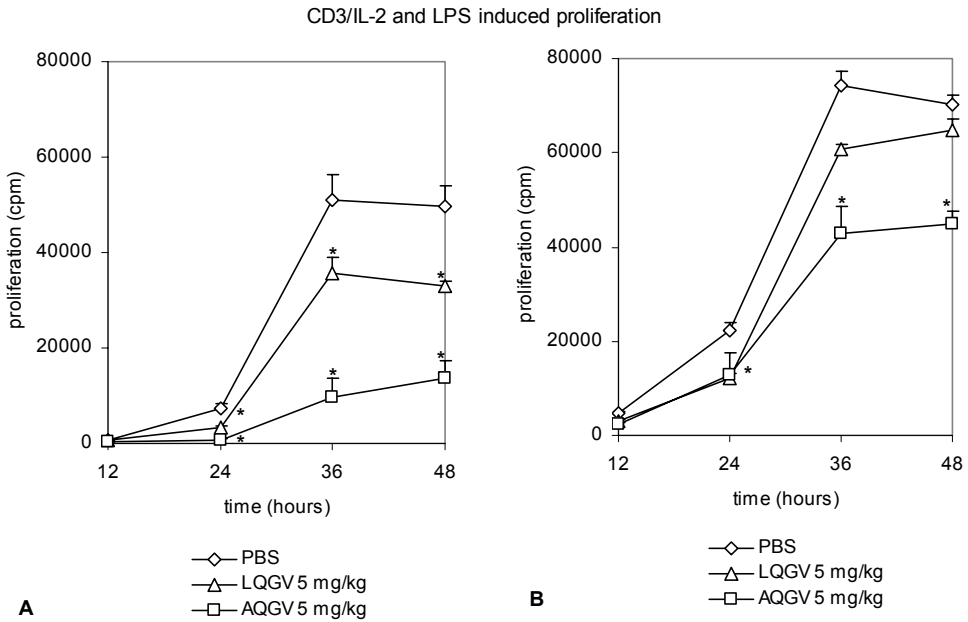 CD3/IL-2 and LPS induced proliferation
proliferation (cpm)
80000
60000
40000
20000
0
12 24 36 48
time (hours)
* * * * * *
PBS
LQGV 5 mg/kg
AQGV 5 mg/kg
A
proliferation (cpm)
80000
60000
40000
20000
0
12 24 36 48
time (hours)
* * *
PBS
LQGV 5 mg/kg
AQGV 5 mg/kg
B